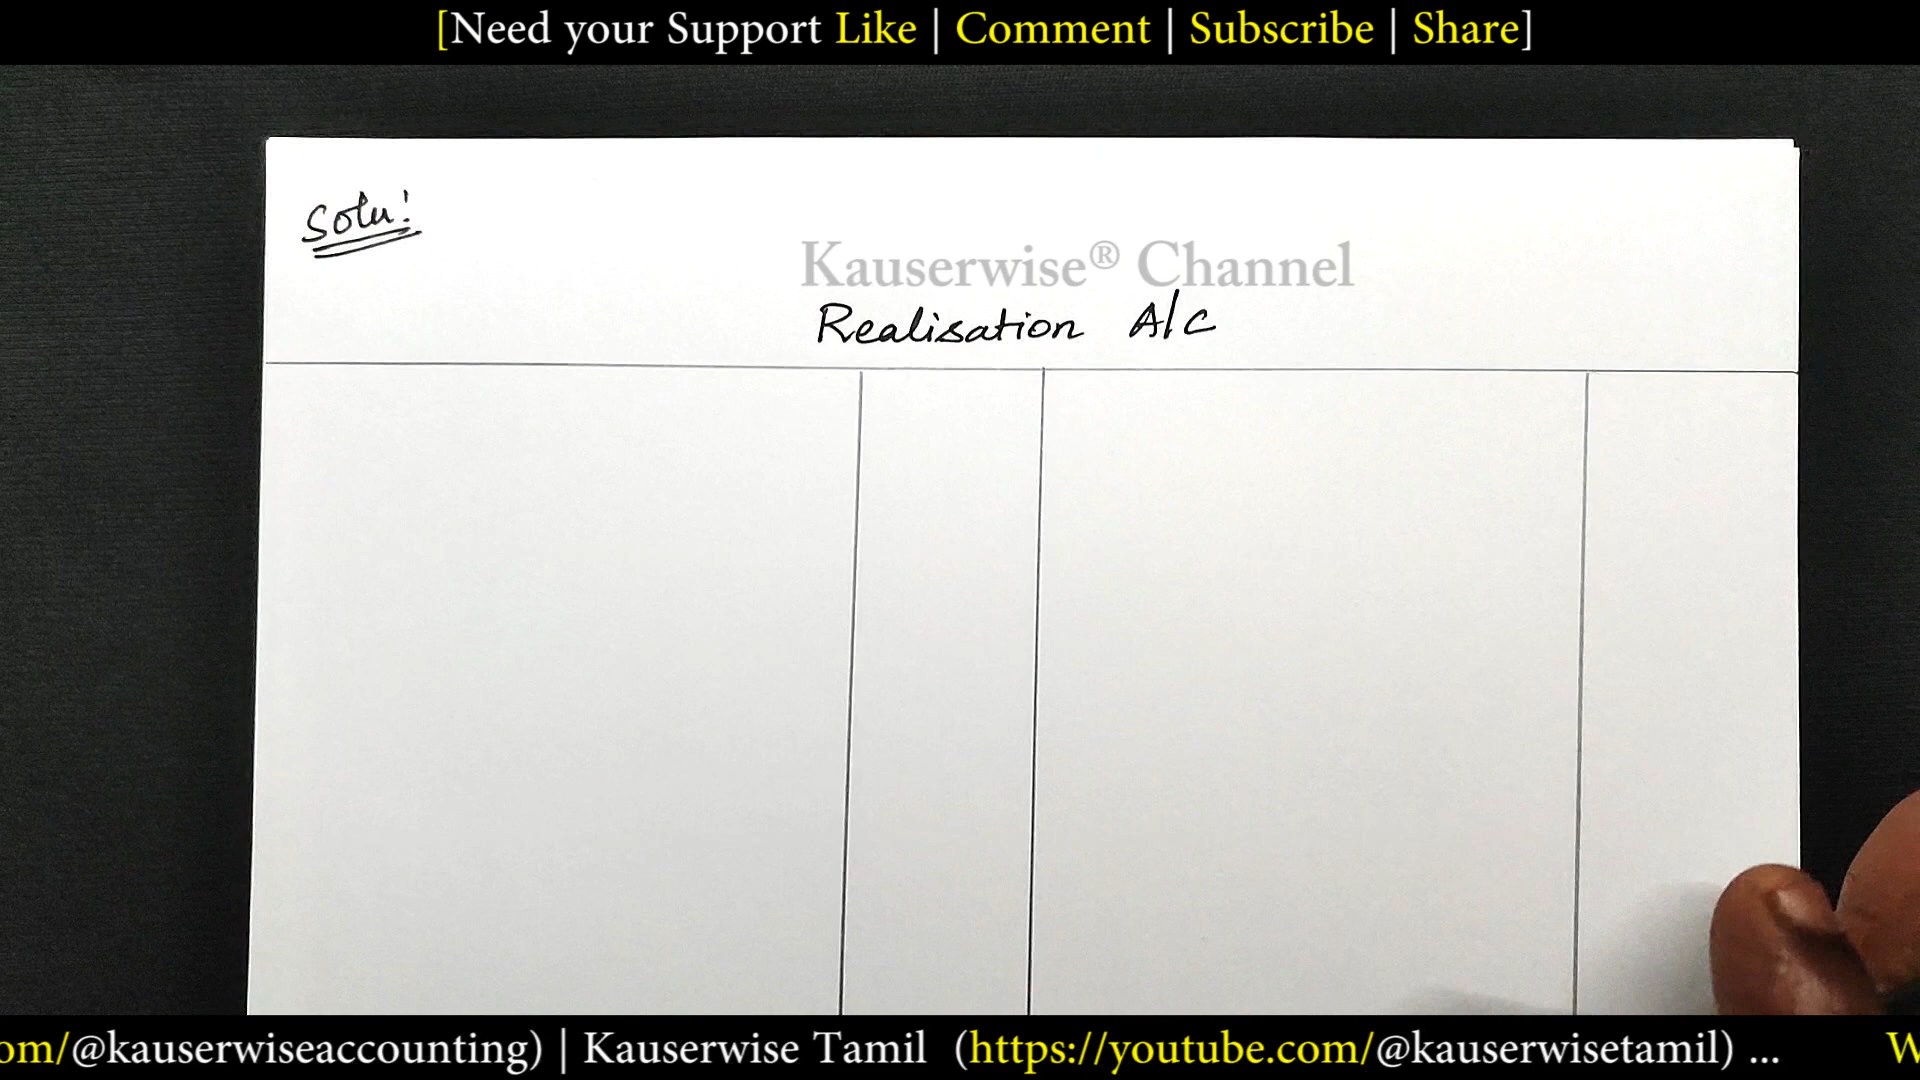 [Need your Support Like | Comment | Subscribe | Share]
Solu:
Kauserwise® Channel
Realisation A/C
om/@kauserwiseaccounting) | Kauserwise Tamil (https://youtube.com/@kauserwisetamil) ... W